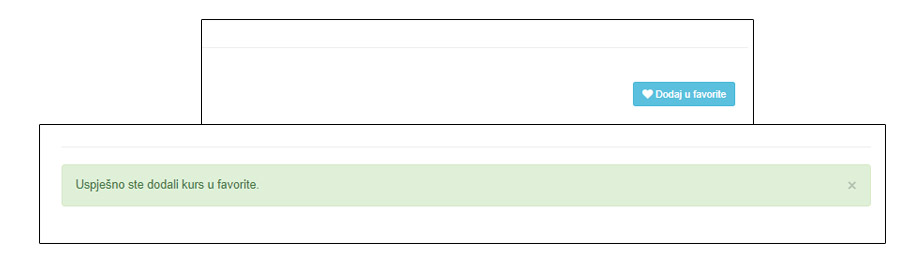 Dodaj u favorite
Uspješno ste dodali kurs u favorite.
×